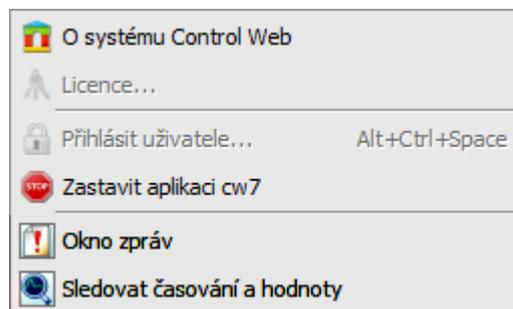 O systému Control Web
Licence...
Přihlásit uživatele... Alt+Ctrl+Space
STOP Zastavit aplikaci cw7
Okno zpráv
Sledovat časování a hodnoty